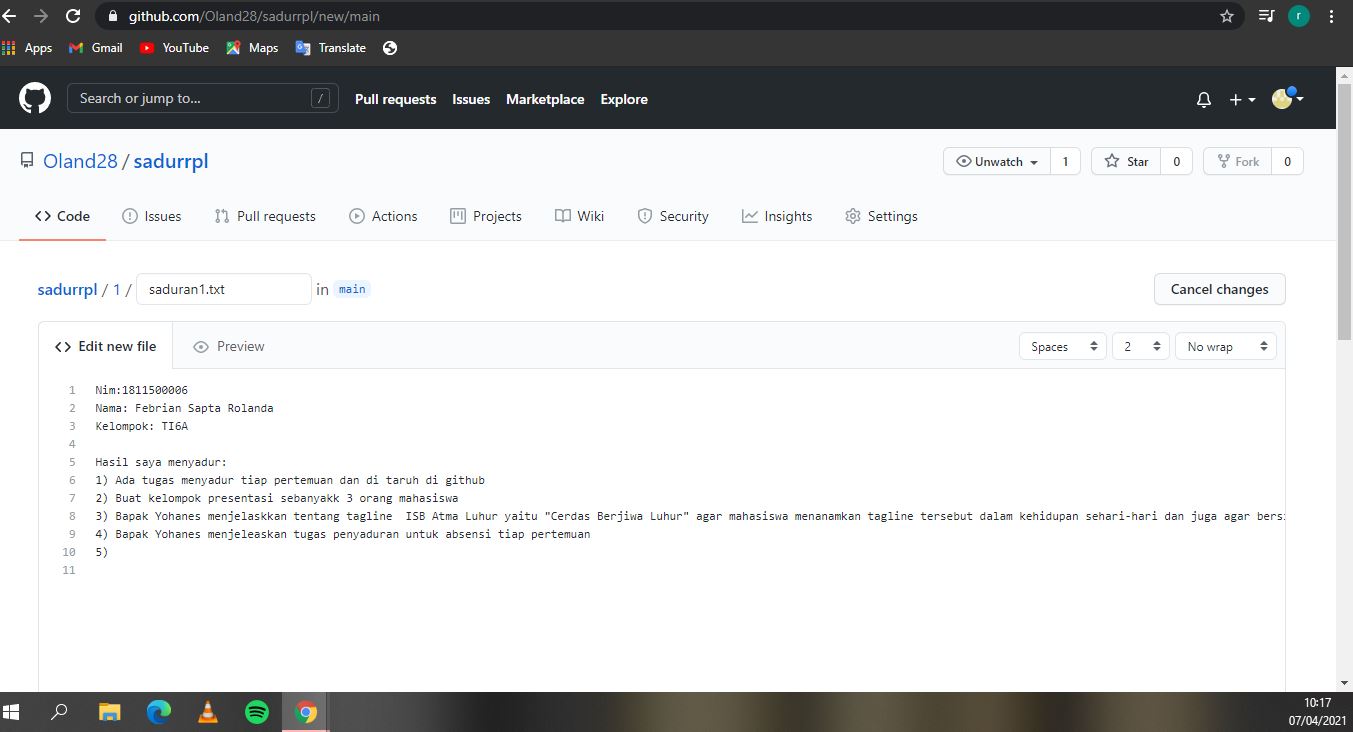 github.com/Oland28/sadurrpl/new/main
r
Apps Gmail YouTube Maps Translate
Search or jump to... /
Pull requests Issues Marketplace Explore
Oland28 / sadurrpl
Unwatch 1 Star 0 Fork 0
Code Issues Pull requests Actions Projects Wiki Security Insights Settings
sadurrpl / 1 / saduran1.txt in main
Cancel changes
Edit new file Preview
Spaces 2 No wrap
1 Nim:1811500006
2 Nama: Febrian Sapta Rolanda
3 Kelompok: TI6A
4
5 Hasil saya menyadur:
6 1) Ada tugas menyadur tiap pertemuan dan di taruh di github
7 2) Buat kelompok presentasi sebanyakk 3 orang mahasiswa
8 3) Bapak Yohanes menjelaskkan tentang tagline  ISB Atma Luhur yaitu "Cerdas Berjiwa Luhur" agar mahasiswa menanamkan tagline tersebut dalam kehidupan sehari-hari dan juga agar
9 4) Bapak Yohanes menjeleaskan tugas penyaduran untuk absensi tiap pertemuan
10 5)
11
10:17
07/04/2021